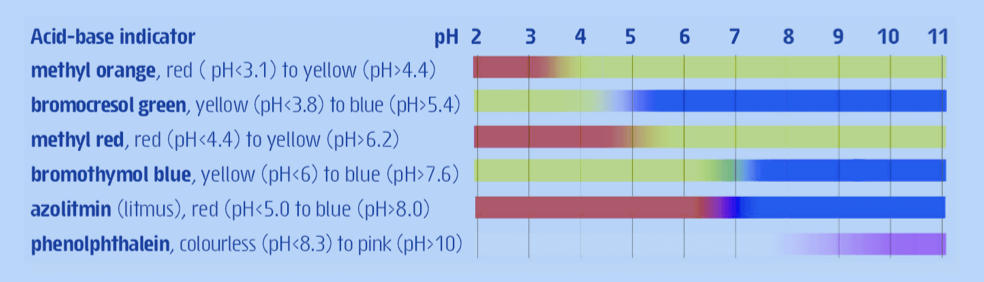 Acid-base indicator pH 2 3 4 5 6 7 8 9 10 11
methyl orange, red ( pH<3.1) to yellow (pH>4.4)
bromocresol green, yellow (pH<3.8) to blue (pH>5.4)
methyl red, red (pH<4.4) to yellow (pH>6.2)
bromothymol blue, yellow (pH<6) to blue (pH>7.6)
azolitmin (litmus), red (pH<5.0 to blue (pH>8.0)
phenolphthalein, colourless (pH<8.3) to pink (pH>10)